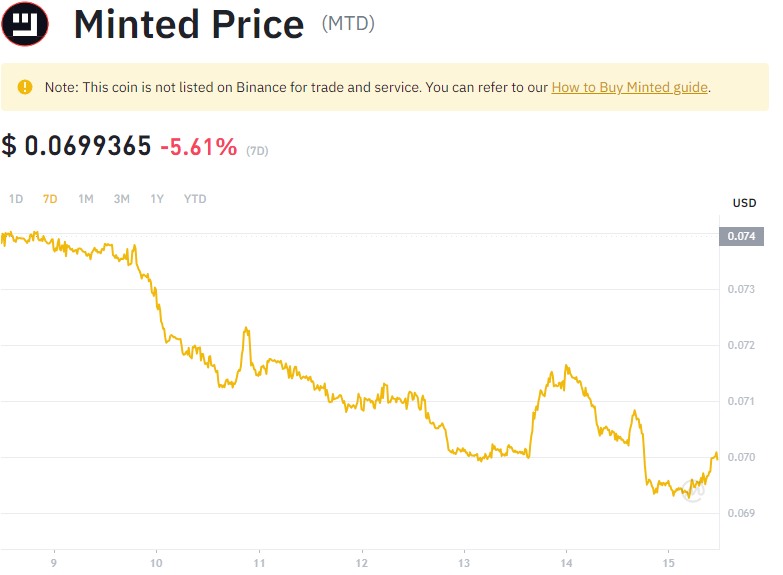 Minted Price (MTD)
Note: This coin is not listed on Binance for trade and service. You can refer to our How to Buy Minted guide.
$ 0.0699365 -5.61% (7D)
1D 7D 1M 3M 1Y YTD
USD
0.074
0.073
0.072
0.071
0.070
0.069
9 10 11 12 13 14 15